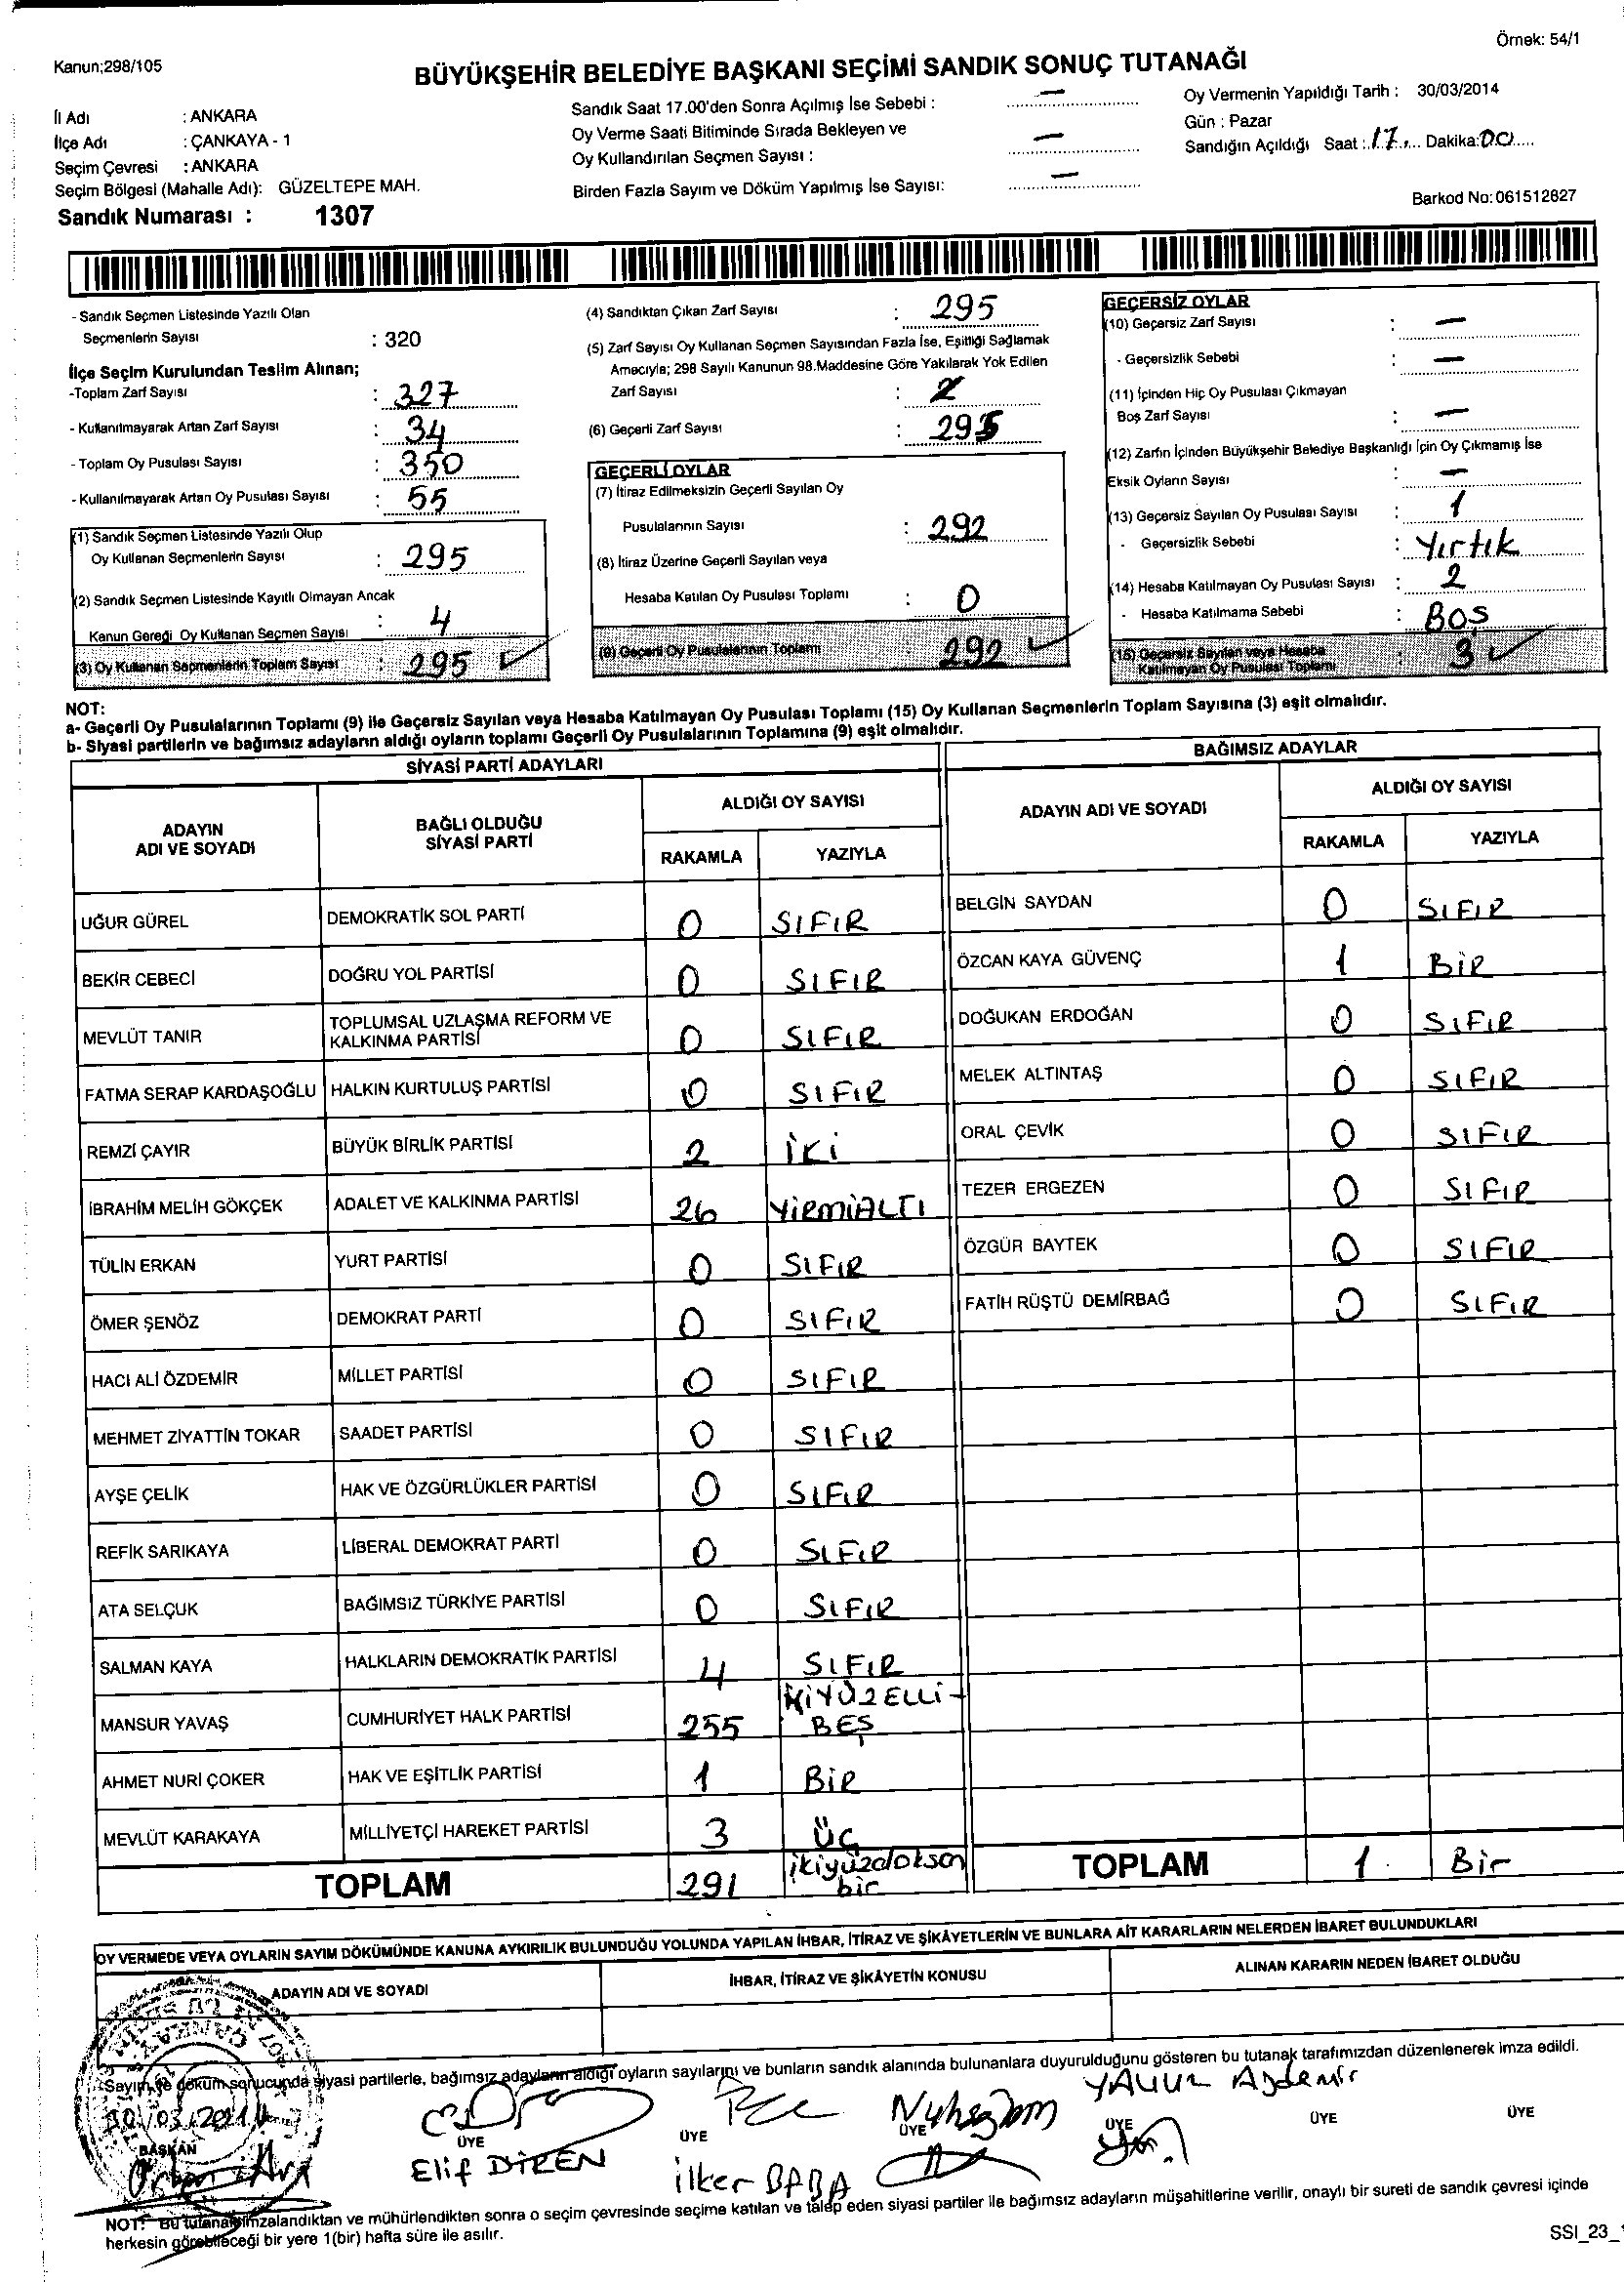 Örnek: 54/1
Kanun;298/105
BÜYÜKŞEHİR BELEDİYE BAŞKANI SEÇİMİ SANDIK SONUÇ TUTANAĞI
İl Adı : ANKARA
İlçe Adı : ÇANKAYA - 1
Seçim Çevresi : ANKARA
Seçim Bölgesi (Mahalle Adı): GÜZELTEPE MAH.
Sandık Numarası : 1307
Sandık Saat 17.00'den Sonra Açılmış İse Sebebi : —
Oy Verme Saati Bitiminde Sırada Bekleyen ve
Oy Kullandırılan Seçmen Sayısı : —
Birden Fazla Sayım ve Döküm Yapılmış İse Sayısı: —
Oy Vermenin Yapıldığı Tarih : 30/03/2014
Gün : Pazar
Sandığın Açıldığı Saat : 17 Dakika: 00
Barkod No: 061512827
- Sandık Seçmen Listesinde Yazılı Olan
Seçmenlerin Sayısı : 320
İlçe Seçim Kurulundan Teslim Alınan;
-Toplam Zarf Sayısı : 327
- Kullanılmayarak Artan Zarf Sayısı : 34
- Toplam Oy Pusulası Sayısı : 350
- Kullanılmayarak Artan Oy Pusulası Sayısı : 55
(1) Sandık Seçmen Listesinde Yazılı Olup
Oy Kullanan Seçmenlerin Sayısı : 295
(2) Sandık Seçmen Listesinde Kayıtlı Olmayan Ancak
Kanun Gereği Oy Kullanan Seçmen Sayısı : 4
(3) Oy Kullanan Seçmenlerin Toplam Sayısı : 295
(4) Sandıktan Çıkan Zarf Sayısı : 295
(5) Zarf Sayısı Oy Kullanan Seçmen Sayısından Fazla İse, Eşitliği Sağlamak
Amacıyla; 298 Sayılı Kanunun 98.Maddesine Göre Yakılarak Yok Edilen
Zarf Sayısı :
(6) Geçerli Zarf Sayısı : 295
GEÇERLİ OYLAR
(7) İtiraz Edilmeksizin Geçerli Sayılan Oy
Pusulalarının Sayısı : 292
(8) İtiraz Üzerine Geçerli Sayılan veya
Hesaba Katılan Oy Pusulası Toplamı : 0
(9) Geçerli Oy Pusulalarının Toplamı : 292
GEÇERSİZ OYLAR
(10) Geçersiz Zarf Sayısı : —
- Geçersizlik Sebebi : —
(11) İçinden Hiç Oy Pusulası Çıkmayan
Boş Zarf Sayısı : —
(12) Zarfın İçinden Büyükşehir Belediye Başkanlığı İçin Oy Çıkmamış İse
Eksik Oyların Sayısı : —
(13) Geçersiz Sayılan Oy Pusulası Sayısı : 1
- Geçersizlik Sebebi : Yırtık
(14) Hesaba Katılmayan Oy Pusulası Sayısı : 2
- Hesaba Katılmama Sebebi : BOŞ
(15) Geçersiz Sayılan veya Hesaba
Katılmayan Oy Pusulası Toplamı : 3
NOT:
a- Geçerli Oy Pusulalarının Toplamı (9) ile Geçersiz Sayılan veya Hesaba Katılmayan Oy Pusulası Toplamı (15) Oy Kullanan Seçmenlerin Toplam Sayısına (3) eşit olmalıdır.
b- Siyasi partilerin ve bağımsız adayların aldığı oyların toplamı Geçerli Oy Pusulalarının Toplamına (9) eşit olmalıdır.
SİYASİ PARTİ ADAYLARI
ADAYIN ADI VE SOYADI BAĞLI OLDUĞU SİYASİ PARTİ ALDIĞI OY SAYISI
RAKAMLA YAZIYLA
UĞUR GÜREL DEMOKRATİK SOL PARTİ 0 SIFIR
BEKİR CEBECİ DOĞRU YOL PARTİSİ 0 SIFIR
MEVLÜT TANIR TOPLUMSAL UZLAŞMA REFORM VE KALKINMA PARTİSİ 0 SIFIR
FATMA SERAP KARDAŞOĞLU HALKIN KURTULUŞ PARTİSİ 0 SIFIR
REMZİ ÇAYIR BÜYÜK BİRLİK PARTİSİ 2 İKİ
İBRAHİM MELİH GÖKÇEK ADALET VE KALKINMA PARTİSİ 26 YİRMİALTI
TÜLİN ERKAN YURT PARTİSİ 0 SIFIR
ÖMER ŞENÖZ DEMOKRAT PARTİ 0 SIFIR
HACI ALİ ÖZDEMİR MİLLET PARTİSİ 0 SIFIR
MEHMET ZİYATTİN TOKAR SAADET PARTİSİ 0 SIFIR
AYŞE ÇELİK HAK VE ÖZGÜRLÜKLER PARTİSİ 0 SIFIR
REFİK SARIKAYA LİBERAL DEMOKRAT PARTİ 0 SIFIR
ATA SELÇUK BAĞIMSIZ TÜRKİYE PARTİSİ 0 SIFIR
SALMAN KAYA HALKLARIN DEMOKRATİK PARTİSİ 4 SIFIR
MANSUR YAVAŞ CUMHURİYET HALK PARTİSİ 255 İKİYÜZELLİ-BEŞ
AHMET NURİ ÇOKER HAK VE EŞİTLİK PARTİSİ 1 BİR
MEVLÜT KARAKAYA MİLLİYETÇİ HAREKET PARTİSİ 3 ÜÇ
TOPLAM 291 ikiyüzdoksan bir
BAĞIMSIZ ADAYLAR
ADAYIN ADI VE SOYADI ALDIĞI OY SAYISI
RAKAMLA YAZIYLA
BELGİN SAYDAN 0 SIFIR
ÖZCAN KAYA GÜVENÇ 1 BİR
DOĞUKAN ERDOĞAN 0 SIFIR
MELEK ALTINTAŞ 0 SIFIR
ORAL ÇEVİK 0 SIFIR
TEZER ERGEZEN 0 SIFIR
ÖZGÜR BAYTEK 0 SIFIR
FATİH RÜŞTÜ DEMİRBAĞ 0 SIFIR
TOPLAM 1 Bir
OY VERMEDE VEYA OYLARIN SAYIM DÖKÜMÜNDE KANUNA AYKIRILIK BULUNDUĞU YOLUNDA YAPILAN İHBAR, İTİRAZ VE ŞİKÂYETLERİN VE BUNLARA AİT KARARLARIN NELERDEN İBARET BULUNDUKLARI
ADAYIN ADI VE SOYADI İHBAR, İTİRAZ VE ŞİKÂYETİN KONUSU ALINAN KARARIN NEDEN İBARET OLDUĞU
Sayım ve döküm sonucunda siyasi partilerle, bağımsız adayların aldığı oyların sayılarını ve bunların sandık alanında bulunanlara duyurulduğunu gösteren bu tutanak tarafımızdan düzenlenerek imza edildi.
30/03/2014
BAŞKAN ÜYE ÜYE ÜYE ÜYE ÜYE ÜYE
Elif DİREN
İlker BABA
YAVUZ Aydemir
NOT: Bu tutanak imzalandıktan ve mühürlendikten sonra o seçim çevresinde seçime katılan ve talep eden siyasi partiler ile bağımsız adayların müşahitlerine verilir, onaylı bir sureti de sandık çevresi içinde
herkesin görebileceği bir yere 1(bir) hafta süre ile asılır.
SSI_23_